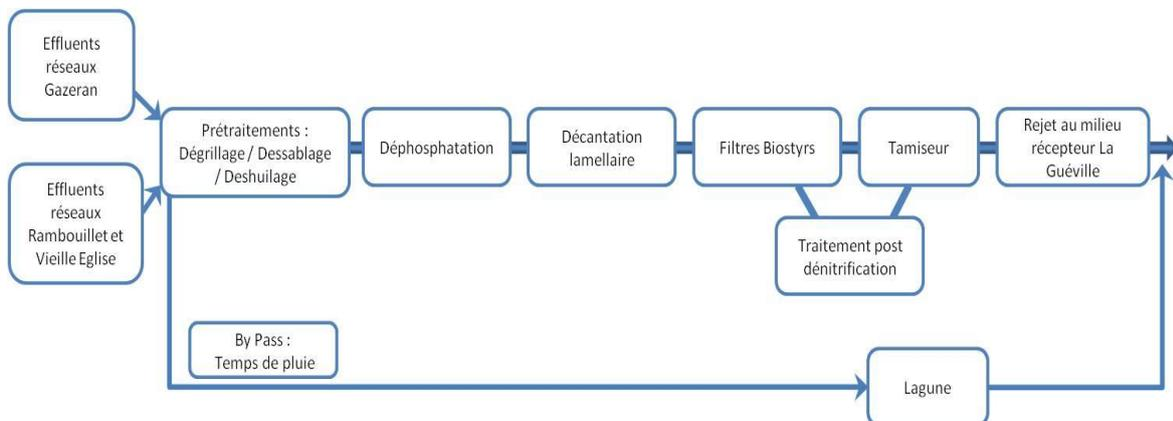 Effluents
réseaux
Gazeran
Effluents
réseaux
Rambouillet et
Vieille Eglise
Prétraitements :
Dégrillage / Dessablage
/ Deshuilage
Déphosphatation
Décantation
lamellaire
Filtres Biostyrs
Tamiseur
Rejet au milieu
récepteur La
Guéville
Traitement post
dénitrification
By Pass :
Temps de pluie
Lagune